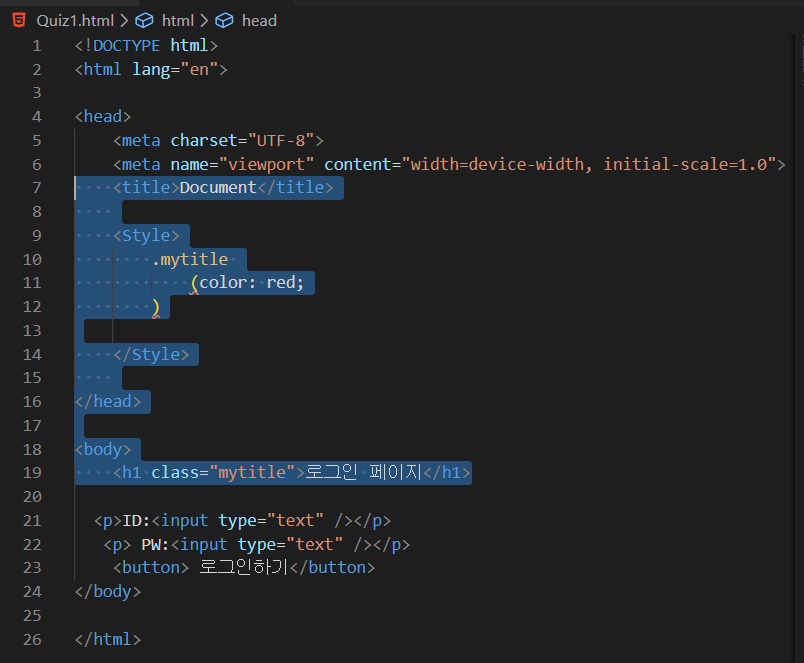 Quiz1.html > html > head
1 <!DOCTYPE html>
2 <html lang="en">
3
4 <head>
5     <meta charset="UTF-8">
6     <meta name="viewport" content="width=device-width, initial-scale=1.0">
7     <title>Document</title>
8
9     <Style>
10         .mytitle
11             (color: red;
12         )
13
14     </Style>
15
16 </head>
17
18 <body>
19     <h1 class="mytitle">로그인 페이지</h1>
20
21   <p>ID:<input type="text" /></p>
22    <p> PW:<input type="text" /></p>
23     <button> 로그인하기</button>
24 </body>
25
26 </html>